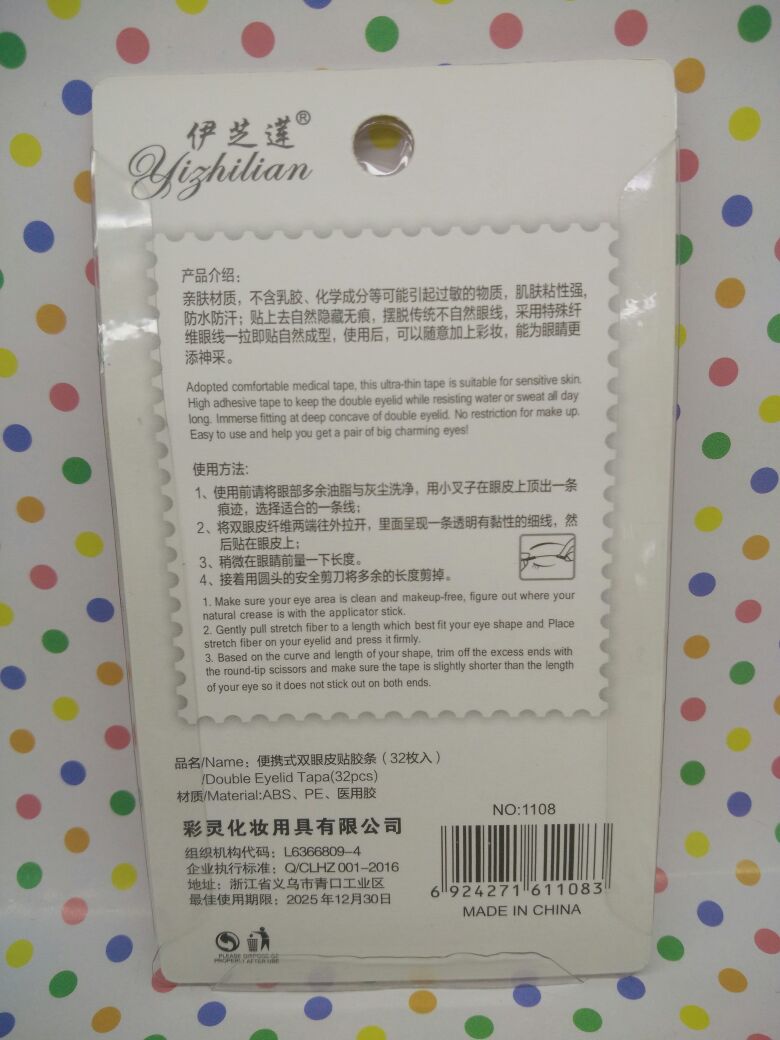 伊芝莲®
Yizhilian
产品介绍：
亲肤材质，不含乳胶、化学成分等可能引起过敏的物质，肌肤粘性强，
防水防汗；贴上去自然隐藏无痕，摆脱传统不自然眼线，采用特殊纤
维眼线一拉即贴自然成型，使用后，可以随意加上彩妆，能为眼睛更
添神采。
Adopted comfortable medical tape, this ultra-thin tape is suitable for sensitive skin.
High adhesive tape to keep the double eyelid while resisting water or sweat all day
long. Immerse fitting at deep concave of double eyelid. No restriction for make up.
Easy to use and help you get a pair of big charming eyes!
使用方法:
1、使用前请将眼部多余油脂与灰尘洗净，用小叉子在眼皮上顶出一条
痕迹，选择适合的一条线；
2、将双眼皮纤维两端往外拉开，里面呈现一条透明有黏性的细线，然
后贴在眼皮上；
3、稍微在眼睛前量一下长度。
4、接着用圆头的安全剪刀将多余的长度剪掉。
1. Make sure your eye area is clean and makeup-free, figure out where your
natural crease is with the applicator stick.
2. Gently pull stretch fiber to a length which best fit your eye shape and Place
stretch fiber on your eyelid and press it firmly.
3. Based on the curve and length of your shape, trim off the excess ends with
the round-tip scissors and make sure the tape is slightly shorter than the length
of your eye so it does not stick out on both ends.
品名/Name：便携式双眼皮贴胶条（32枚入）
/Double Eyelid Tapa(32pcs)
材质/Material:ABS、PE、医用胶
彩灵化妆用具有限公司
组织机构代码：L6366809-4
企业执行标准：Q/CLHZ 001-2016
地址：浙江省义乌市青口工业区
最佳使用期限：2025年12月30日
NO:1108
6 924271 611083
MADE IN CHINA
PLEASE DISPOSE OF
PROPERLY AFTER USE